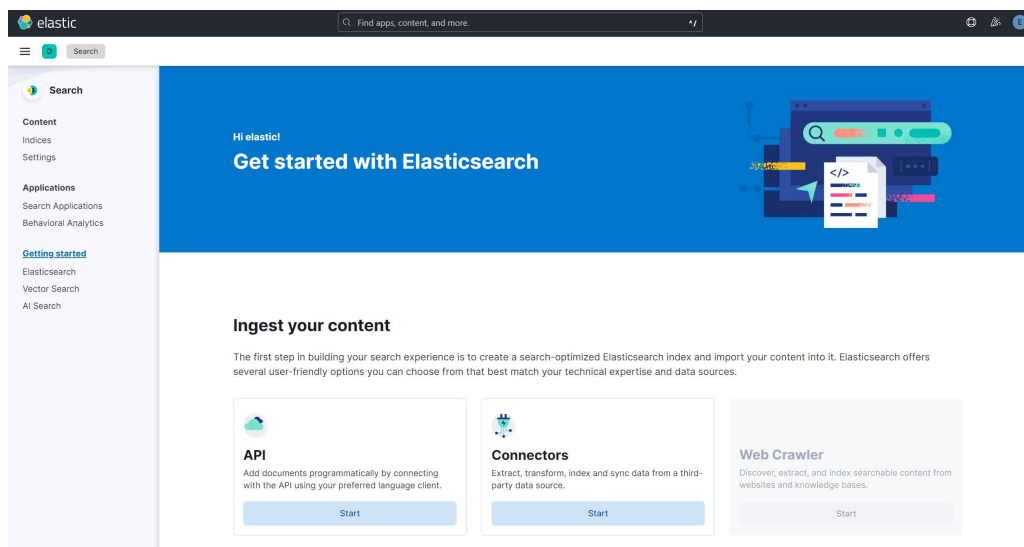 elastic
Find apps, content, and more.
^/
E
D
Search
Search
Content
Indices
Settings
Applications
Search Applications
Behavioral Analytics
Getting started
Elasticsearch
Vector Search
AI Search
Hi elastic!
Get started with Elasticsearch
</>
Ingest your content
The first step in building your search experience is to create a search-optimized Elasticsearch index and import your content into it. Elasticsearch offers
several user-friendly options you can choose from that best match your technical expertise and data sources.
API
Add documents programmatically by connecting
with the API using your preferred language client.
Start
Connectors
Extract, transform, index and sync data from a third-
party data source.
Start
Web Crawler
Discover, extract, and index searchable content from
websites and knowledge bases.
Start